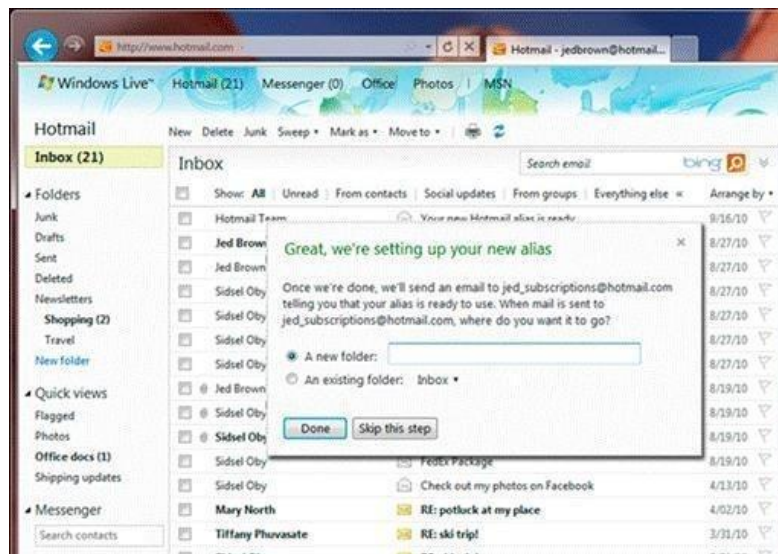 http://www.hotmail.com
Hotmail - jedbrown@hotmail...
Windows Live™ Hotmail (21) Messenger (0) Office Photos MSN
Hotmail
New Delete Junk Sweep Mark as Move to
Inbox (21)
Inbox
Search email
bing
Folders
Show: All Unread From contacts Social updates From groups Everything else Arrange by
Junk
Hotmail Team Your new Hotmail alias is ready 9/16/10
Drafts
Jed Brown 8/27/10
Sent
Jed Brown 8/27/10
Deleted
Sidsel Oby 8/27/10
Newsletters
Shopping (2)
Sidsel Oby 8/27/10
Travel
Sidsel Oby 8/27/10
New folder
Sidsel Oby 8/27/10
Quick views
Jed Brown 8/19/10
Flagged
Sidsel Oby 8/19/10
Photos
Sidsel Oby 8/19/10
Office docs (1)
Sidsel Oby FedEx Package 8/19/10
Shipping updates
Sidsel Oby Check out my photos on Facebook 4/13/10
Messenger
Mary North RE: potluck at my place 4/02/10
Search contacts
Tiffany Phuvasate RE: ski trip! 3/31/10
Great, we're setting up your new alias
Once we're done, we'll send an email to jed_subscriptions@hotmail.com
telling you that your alias is ready to use. When mail is sent to
jed_subscriptions@hotmail.com, where do you want it to go?
A new folder:
An existing folder: Inbox
Done Skip this step